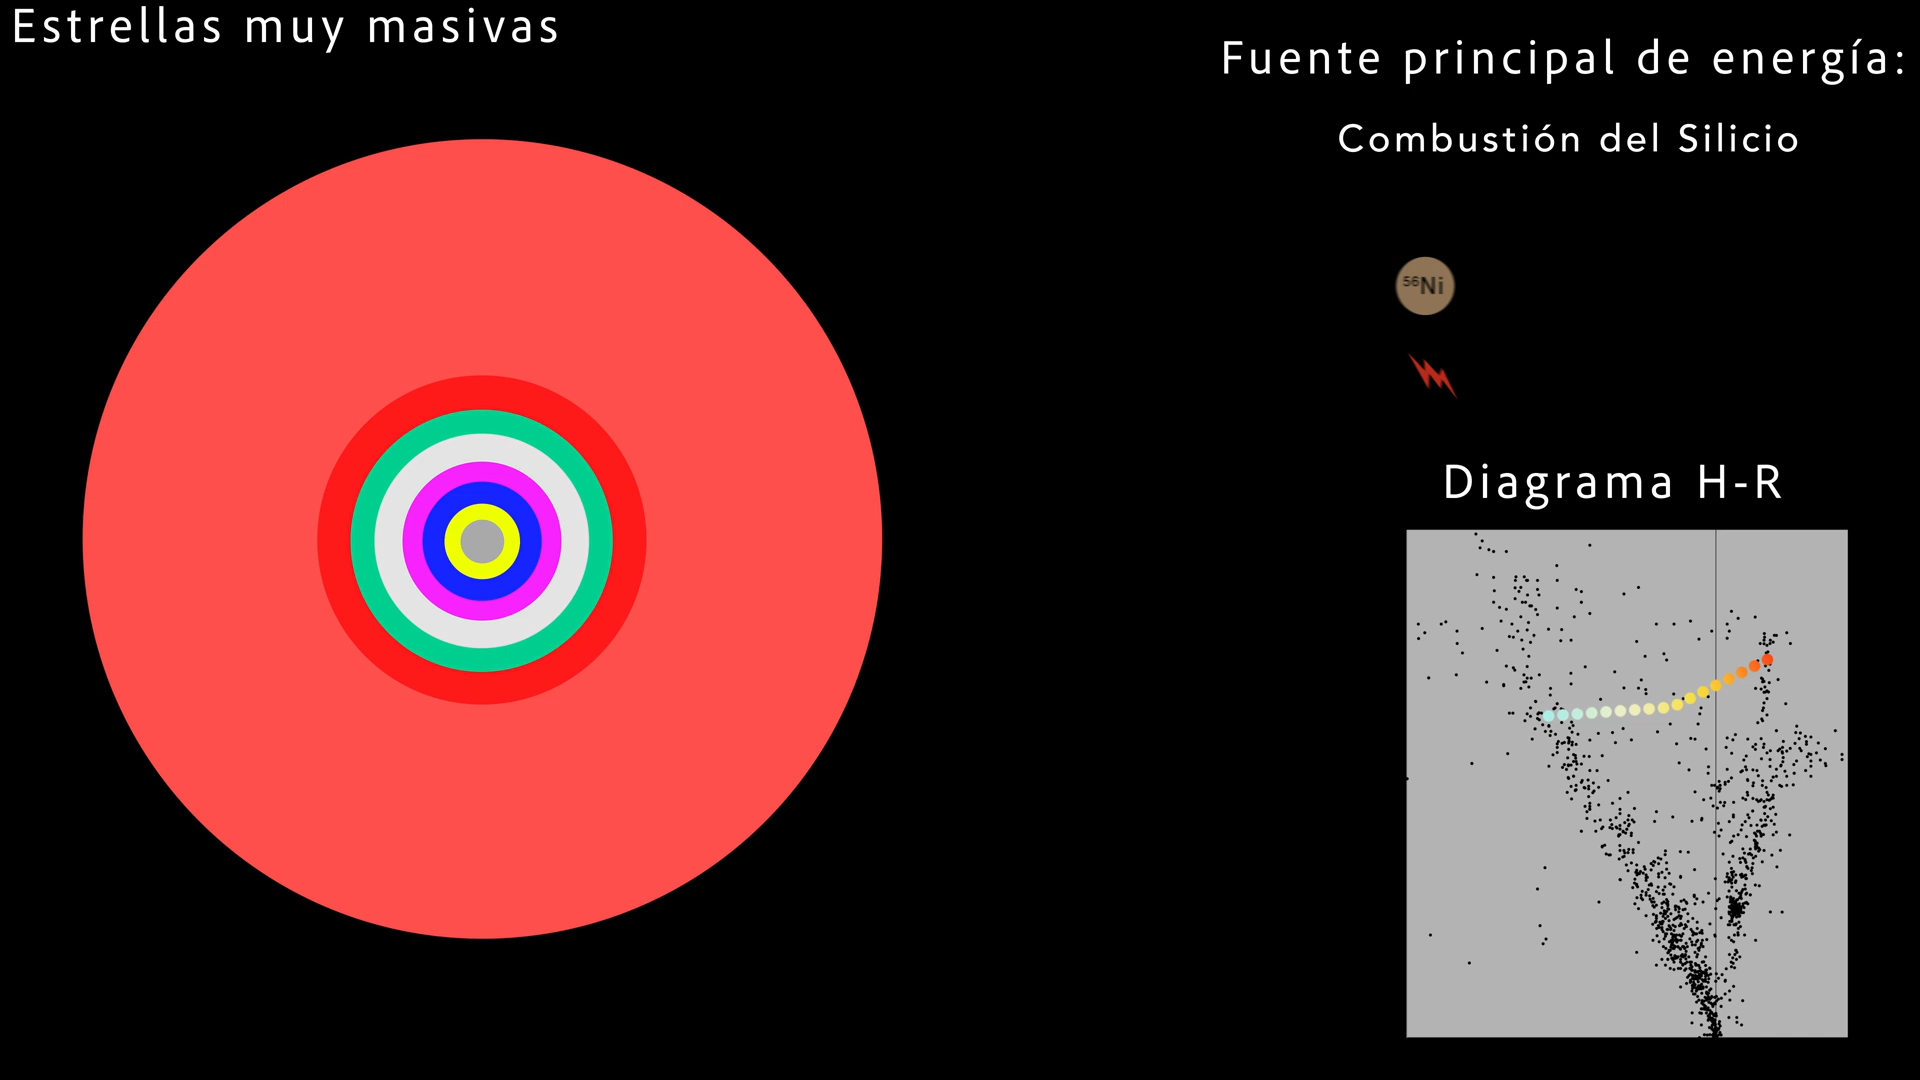 Estrellas muy masivas
Fuente principal de energía:
Combustión del Silicio
⁵⁶Ni
Diagrama H-R